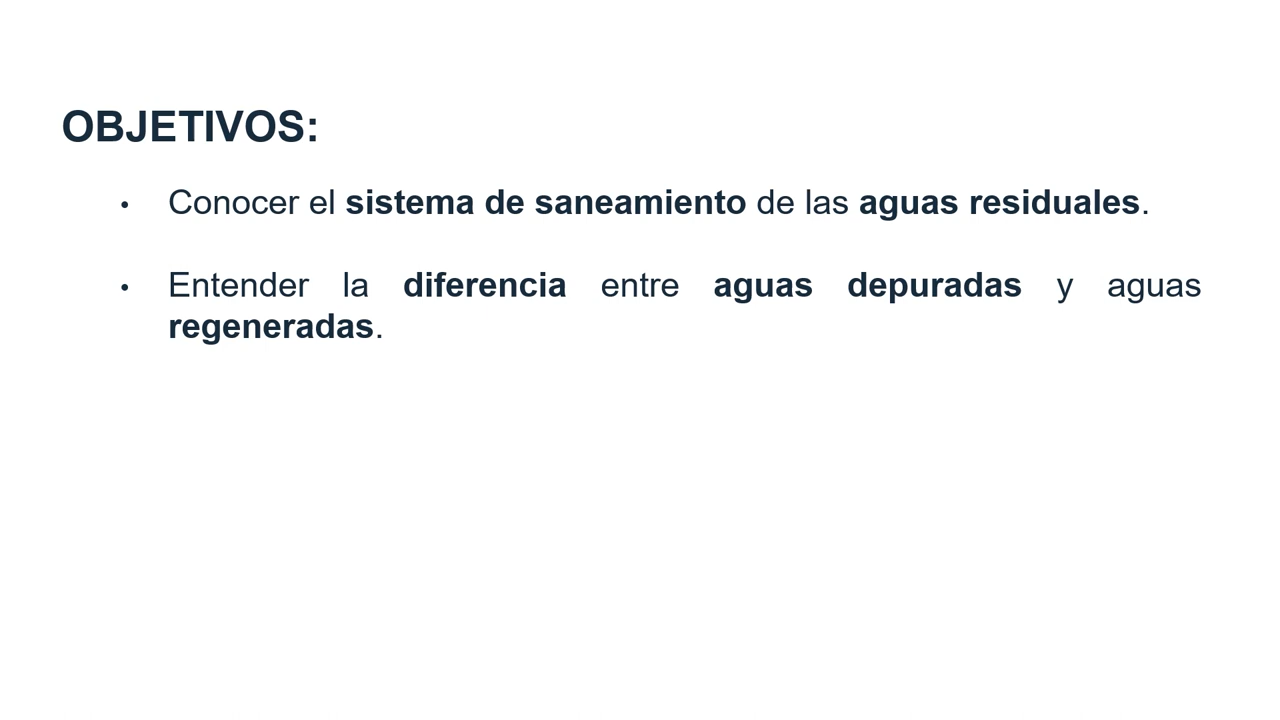 OBJETIVOS:
• Conocer el sistema de saneamiento de las aguas residuales.
• Entender la diferencia entre aguas depuradas y aguas
regeneradas.